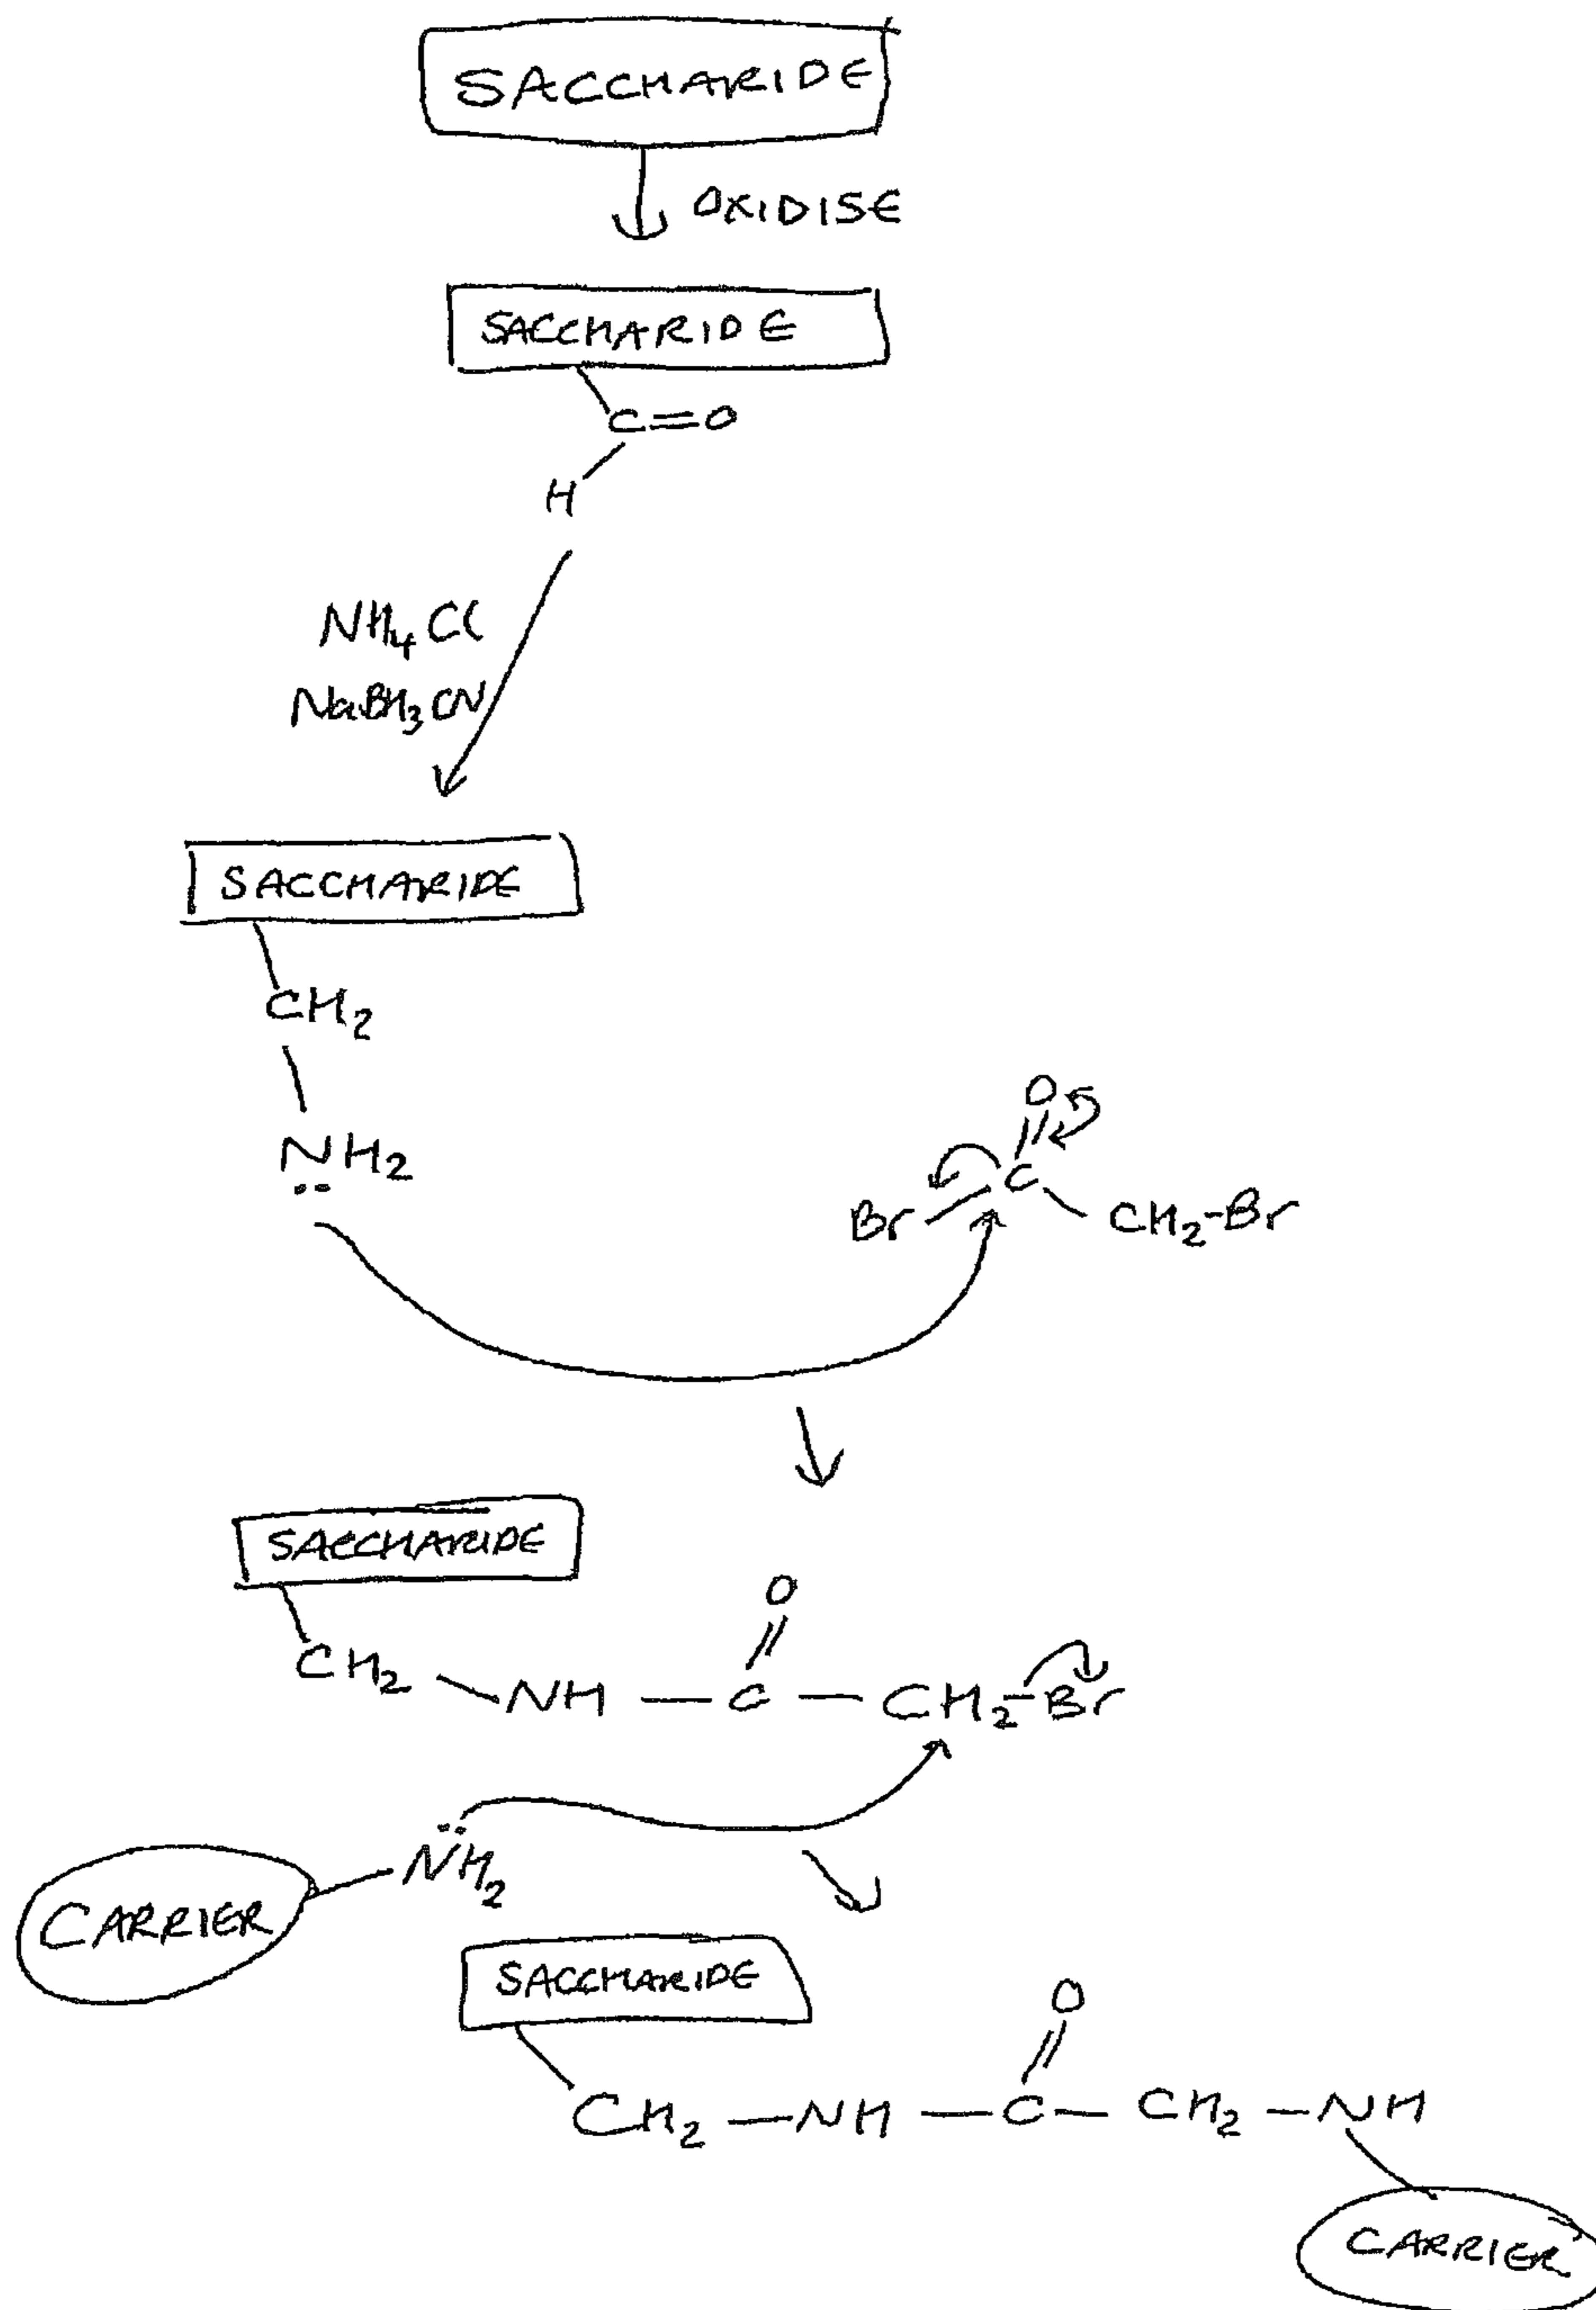 SACCHARIDE
OXIDISE
SACCHARIDE
C=O
H
NH4Cl
NaBH3CN
SACCHARIDE
CH2
NH2
O
Br C CH2-Br
SACCHARIDE
O
CH2 - NH - C - CH2-Br
NH2
CARRIER
SACCHARIDE
O
CH2 - NH - C - CH2 - NH
CARRIER